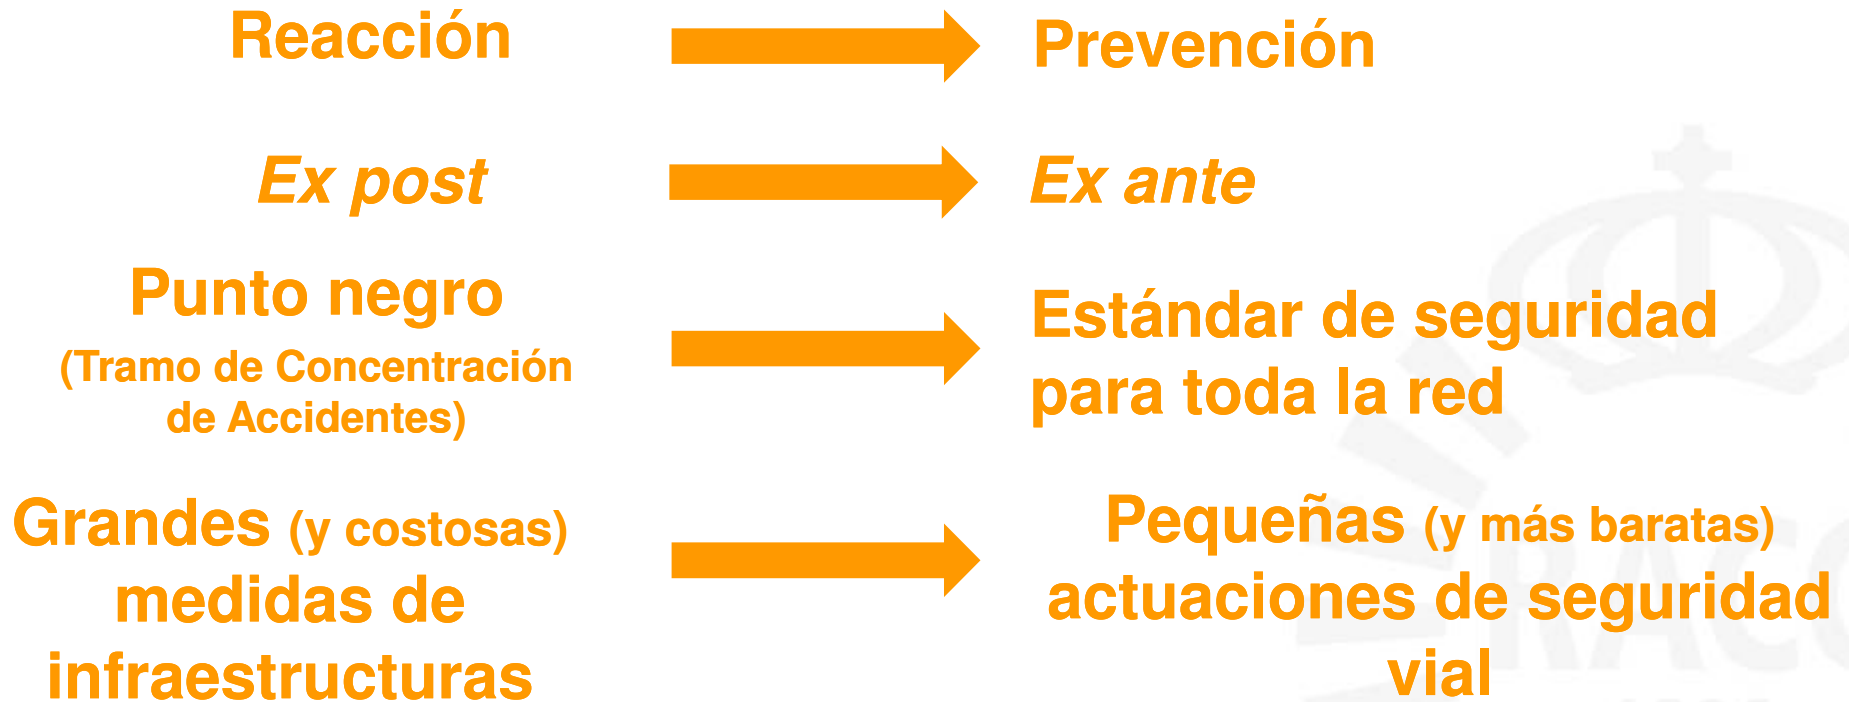 Reacción
Prevención
Ex post
Ex ante
Punto negro
(Tramo de Concentración
de Accidentes)
Estándar de seguridad
para toda la red
Grandes (y costosas)
medidas de
infraestructuras
Pequeñas (y más baratas)
actuaciones de seguridad
vial
RACC